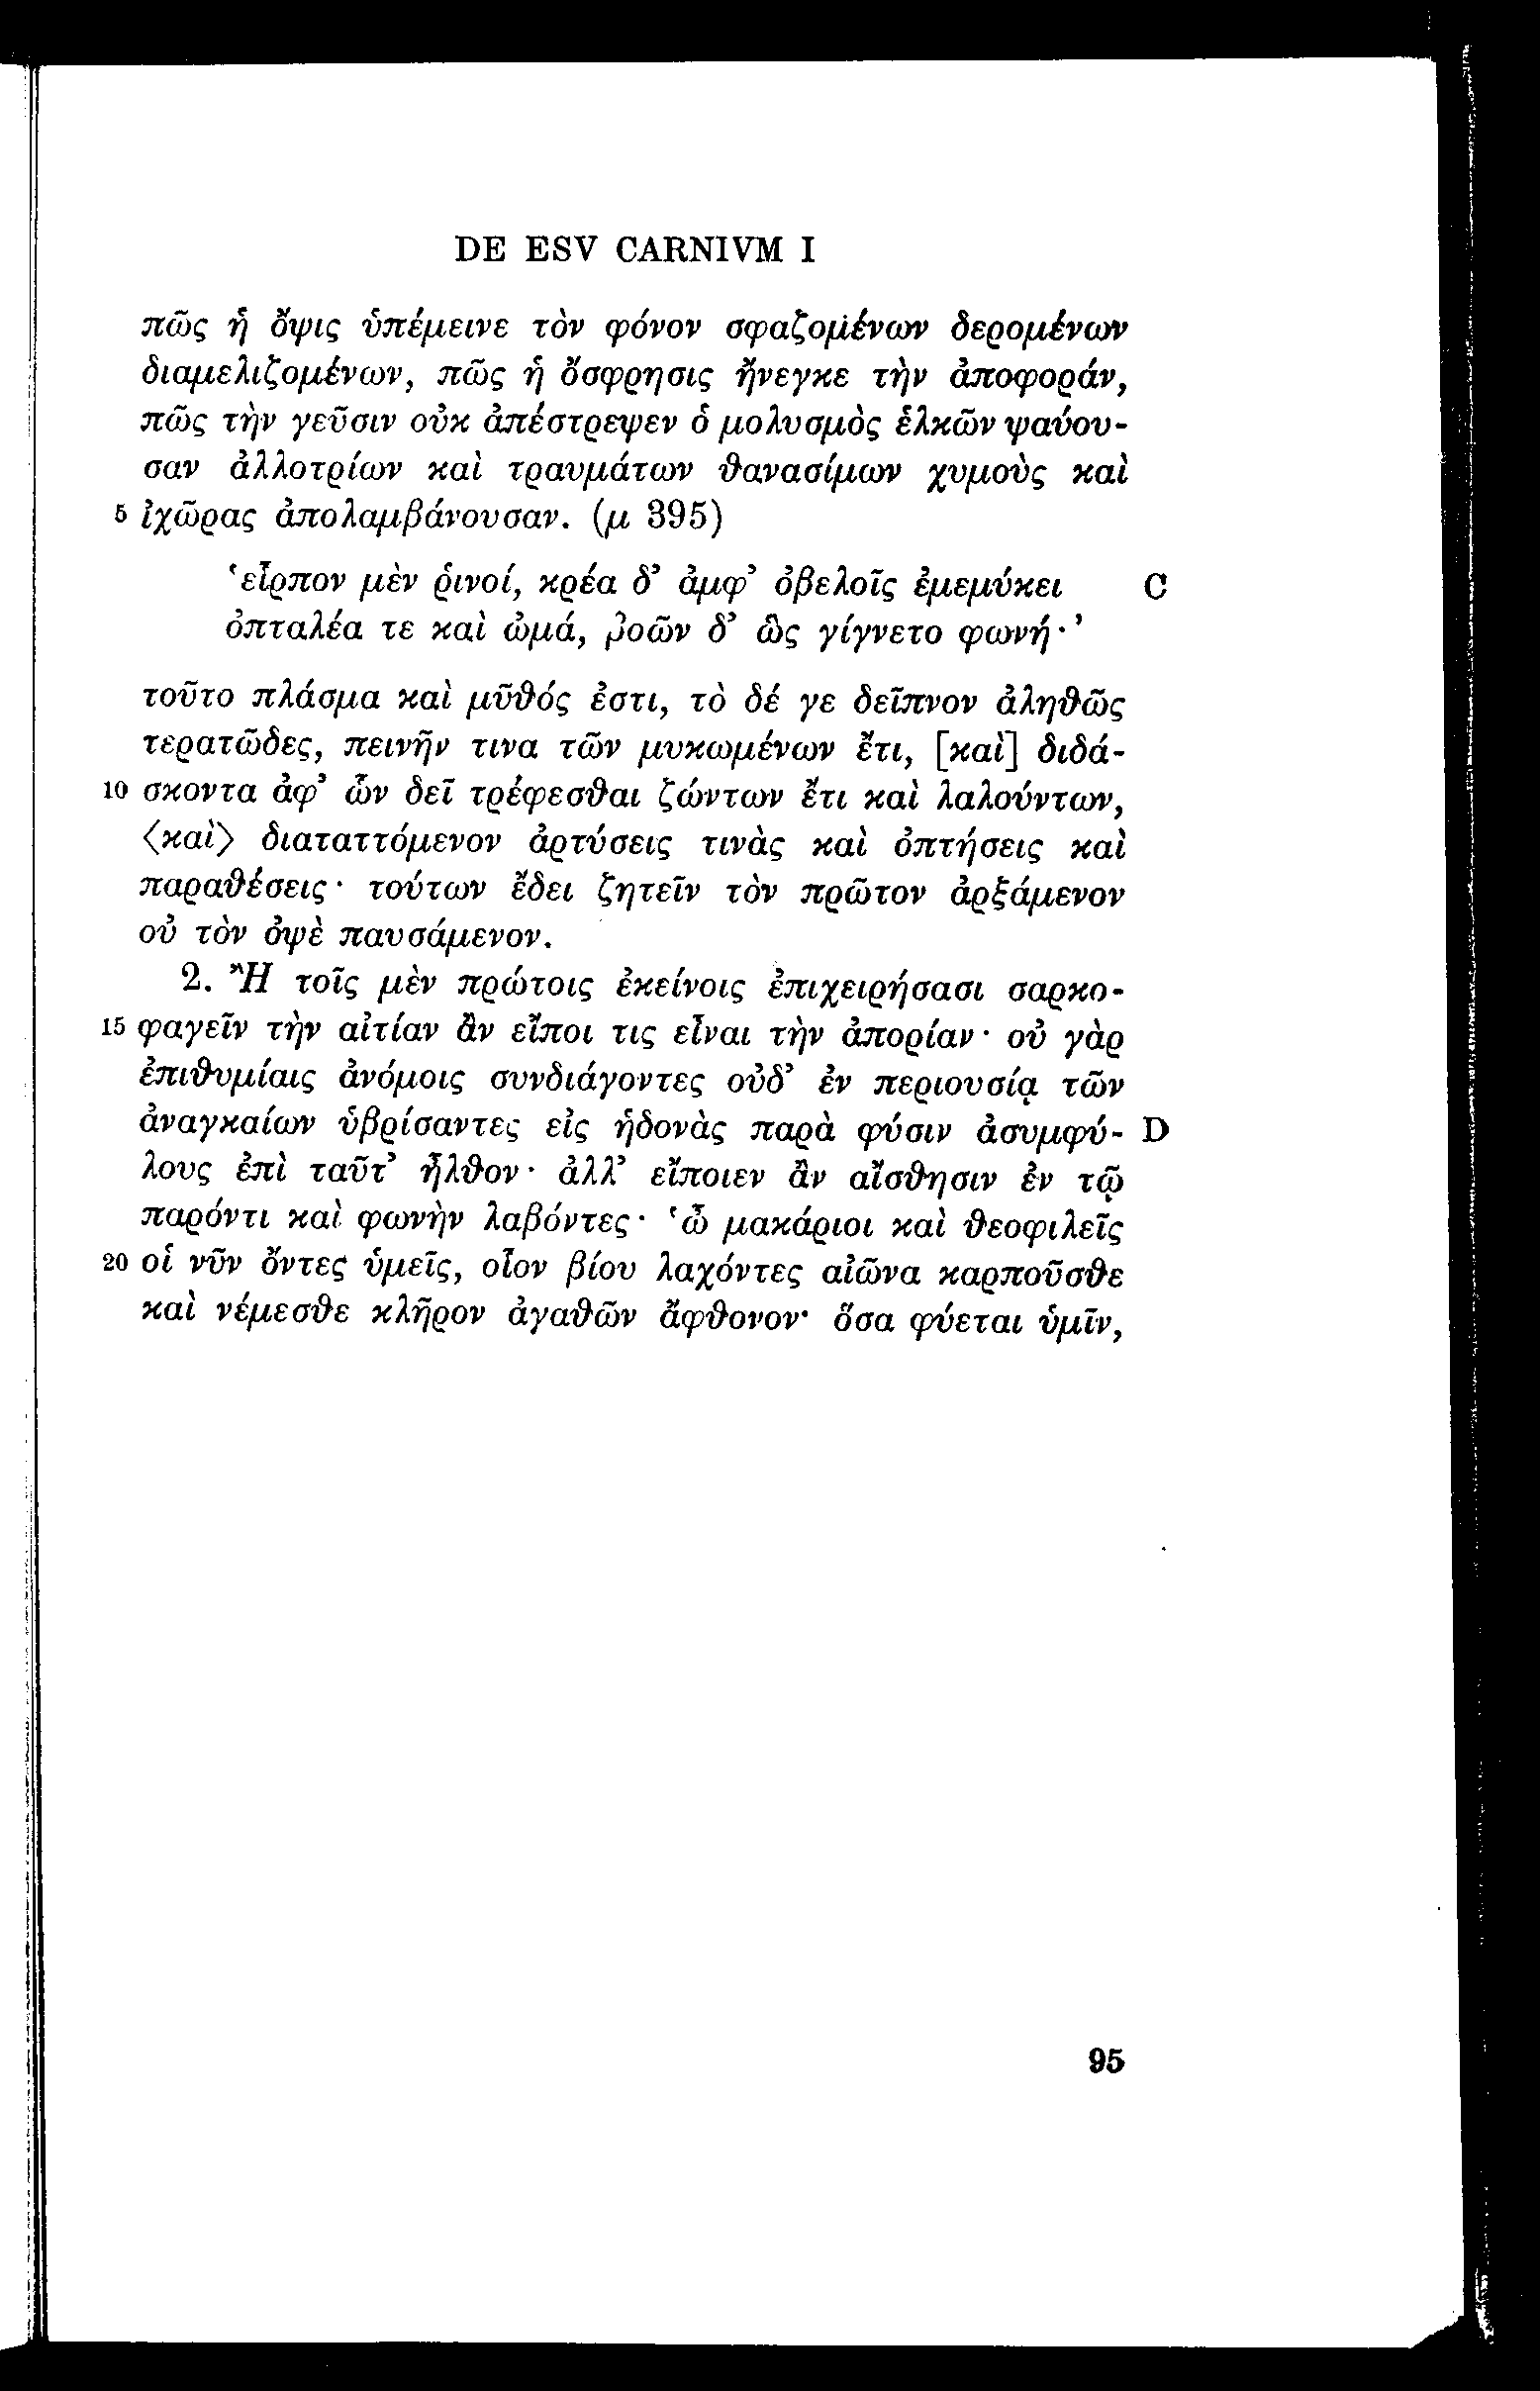 DE ESV CARNIVM I
πῶς ἡ ὄψις ὑπέμεινε τὸν φόνον σφαζομένων δερομένων
διαμελιζομένων, πῶς ἡ ὄσφρησις ἤνεγκε τὴν ἀποφοράν,
πῶς τὴν γεῦσιν οὐκ ἀπέστρεψεν ὁ μολυσμὸς ἑλκῶν ψαύου-
σαν ἀλλοτρίων καὶ τραυμάτων θανασίμων χυμοὺς καὶ
5 ἰχῶρας ἀπολαμβάνουσαν. (μ 395)
‘εἷρπον μὲν ῥινοί, κρέα δ’ ἀμφ’ ὀβελοῖς ἐμεμύκει C
ὀπταλέα τε καὶ ὠμά, βοῶν δ’ ὣς γίγνετο φωνή·’
τοῦτο πλάσμα καὶ μῦθός ἐστι, τὸ δέ γε δεῖπνον ἀληθῶς
τερατῶδες, πεινῆν τινα τῶν μυκωμένων ἔτι, [καὶ] διδά-
10 σκοντα ἀφ’ ὧν δεῖ τρέφεσθαι ζώντων ἔτι καὶ λαλούντων,
〈καὶ〉 διαταττόμενον ἀρτύσεις τινὰς καὶ ὀπτήσεις καὶ
παραθέσεις· τούτων ἔδει ζητεῖν τὸν πρῶτον ἀρξάμενον
οὐ τὸν ὀψὲ παυσάμενον.
2. Ἢ τοῖς μὲν πρώτοις ἐκείνοις ἐπιχειρήσασι σαρκο-
15 φαγεῖν τὴν αἰτίαν ἂν εἴποι τις εἶναι τὴν ἀπορίαν· οὐ γὰρ
ἐπιθυμίαις ἀνόμοις συνδιάγοντες οὐδ’ ἐν περιουσίᾳ τῶν
ἀναγκαίων ὑβρίσαντες εἰς ἡδονὰς παρὰ φύσιν ἀσυμφύ- D
λους ἐπὶ ταῦτ’ ἦλθον· ἀλλ’ εἴποιεν ἂν αἴσθησιν ἐν τῷ
παρόντι καὶ φωνὴν λαβόντες· ‘ὦ μακάριοι καὶ θεοφιλεῖς
20 οἱ νῦν ὄντες ὑμεῖς, οἷον βίου λαχόντες αἰῶνα καρποῦσθε
καὶ νέμεσθε κλῆρον ἀγαθῶν ἄφθονον· ὅσα φύεται ὑμῖν,
95